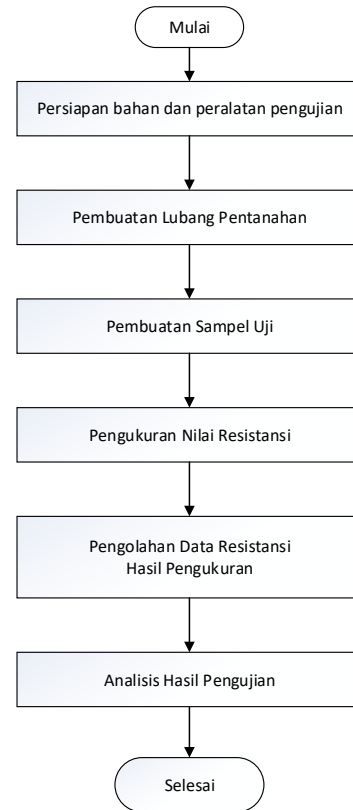 Mulai
Persiapan bahan dan peralatan pengujian
Pembuatan Lubang Pentanahan
Pembuatan Sampel Uji
Pengukuran Nilai Resistansi
Pengolahan Data Resistansi
Hasil Pengukuran
Analisis Hasil Pengujian
Selesai